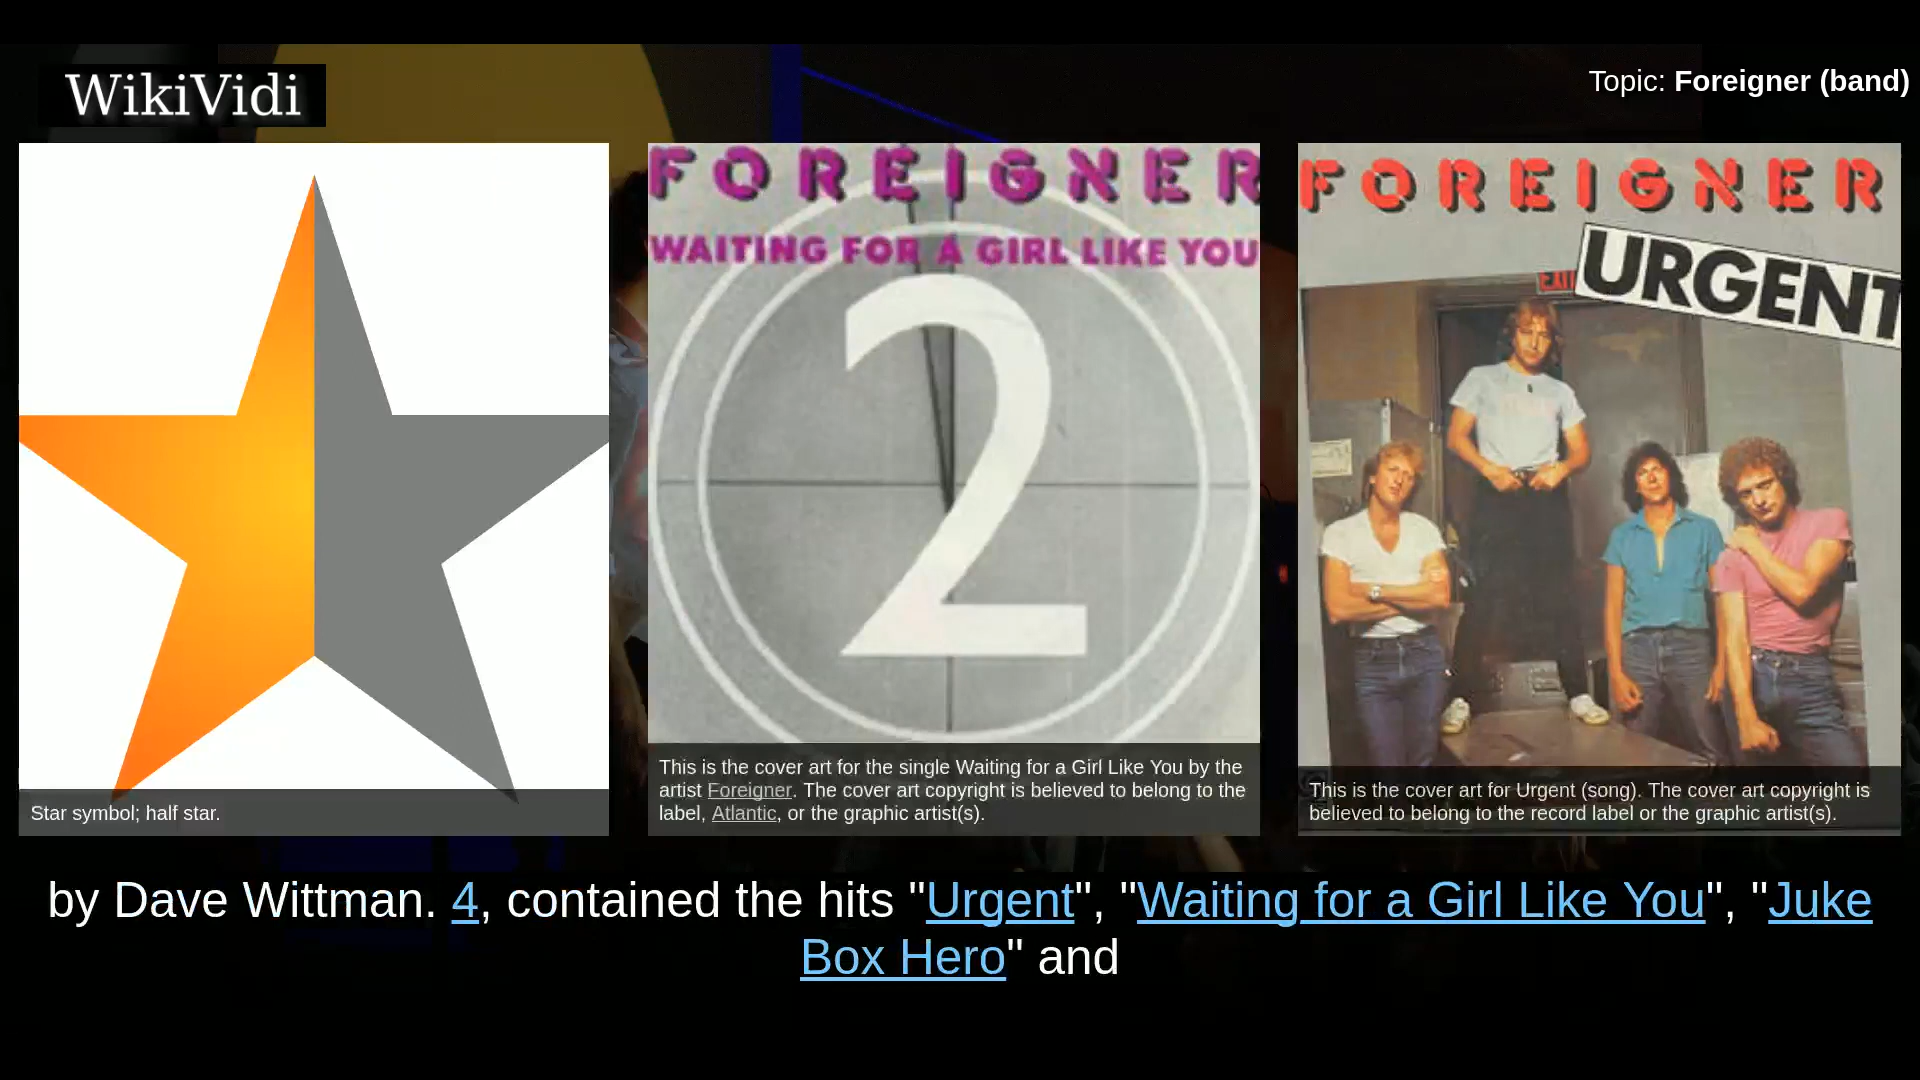 WikiVidi
Topic: Foreigner (band)
FOREIGNER
WAITING FOR A GIRL LIKE YOU
2
FOREIGNER
URGENT
EXIT
Star symbol; half star.
This is the cover art for the single Waiting for a Girl Like You by the
artist Foreigner. The cover art copyright is believed to belong to the
label, Atlantic, or the graphic artist(s).
This is the cover art for Urgent (song). The cover art copyright is
believed to belong to the record label or the graphic artist(s).
by Dave Wittman. 4, contained the hits "Urgent", "Waiting for a Girl Like You", "Juke
Box Hero" and